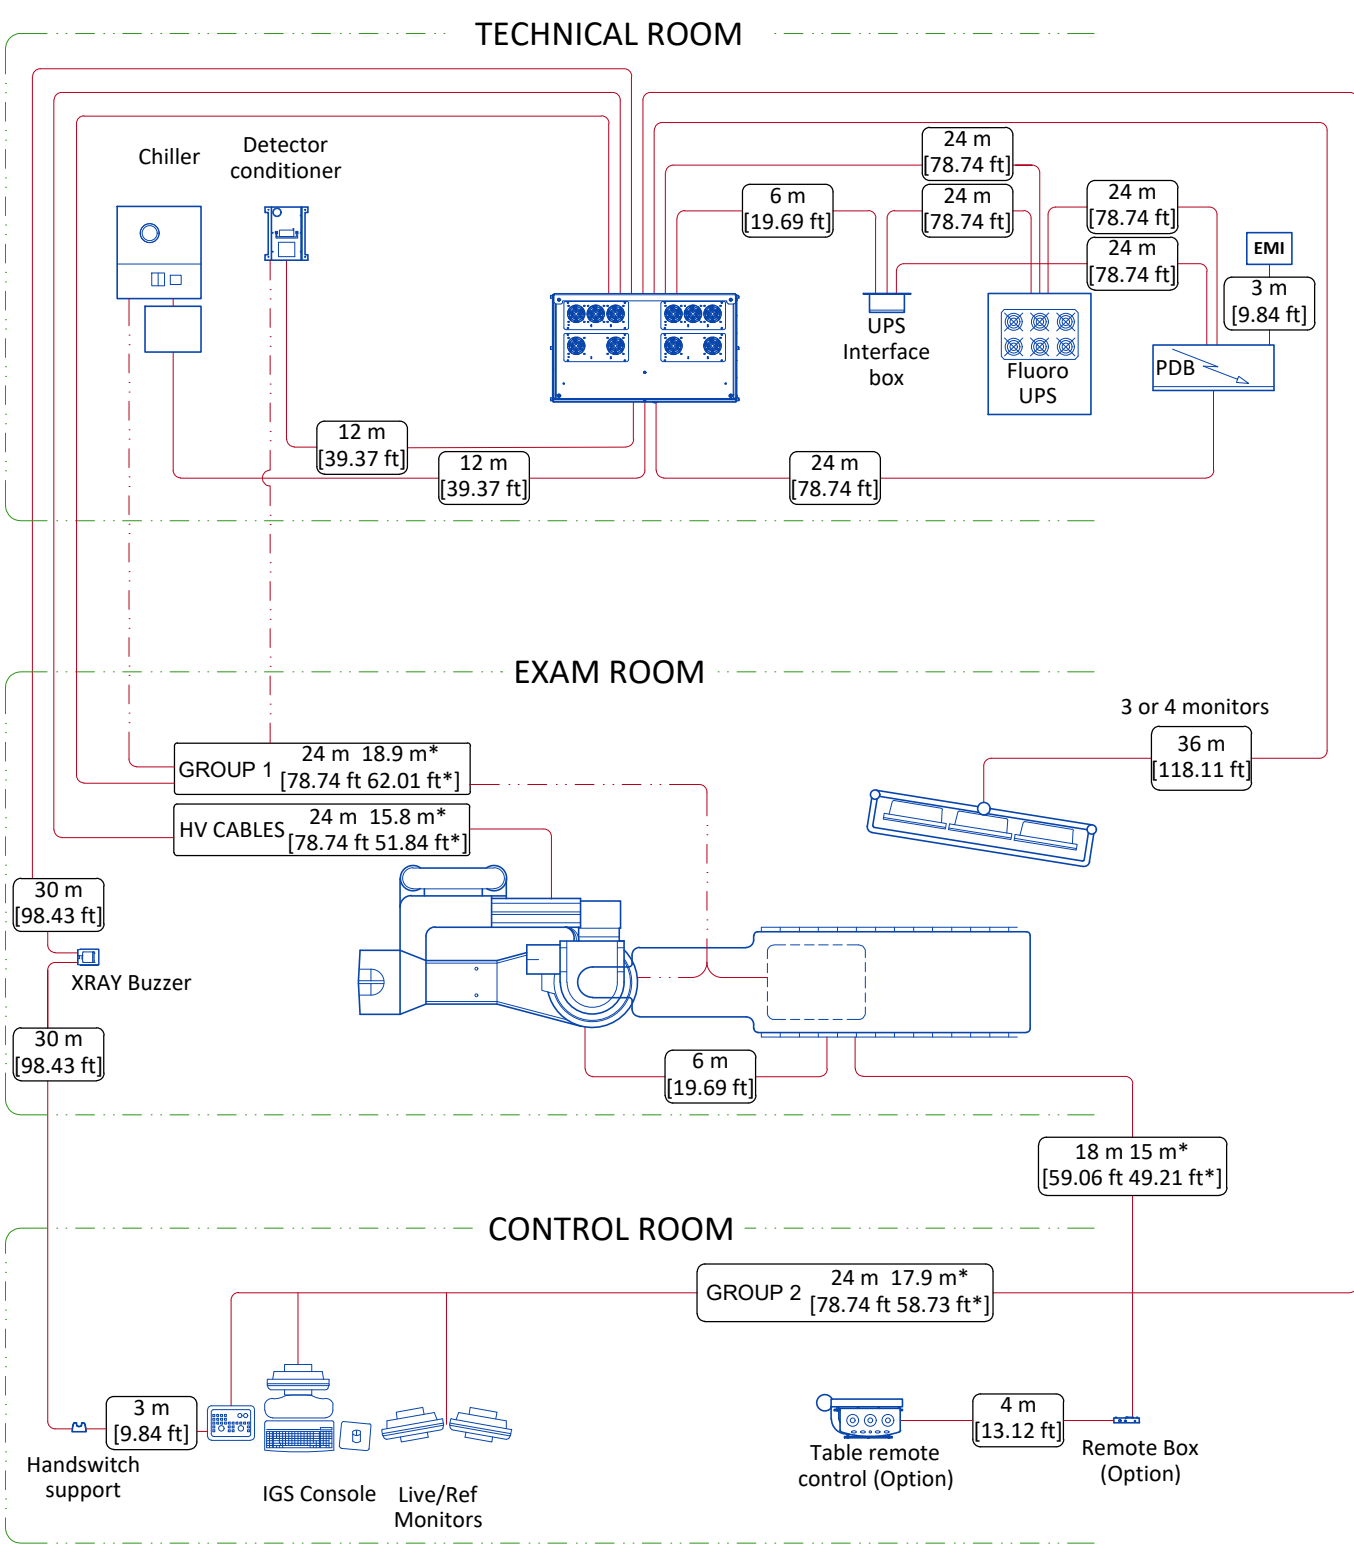 TECHNICAL ROOM
Chiller
Detector
conditioner
24 m
[78.74 ft]
6 m
[19.69 ft]
24 m
[78.74 ft]
24 m
[78.74 ft]
24 m
[78.74 ft]
EMI
3 m
[9.84 ft]
UPS
Interface
box
Fluoro
UPS
PDB
12 m
[39.37 ft]
12 m
[39.37 ft]
24 m
[78.74 ft]
EXAM ROOM
3 or 4 monitors
36 m
[118.11 ft]
GROUP 1
24 m 18.9 m*
[78.74 ft 62.01 ft*]
HV CABLES
24 m 15.8 m*
[78.74 ft 51.84 ft*]
30 m
[98.43 ft]
XRAY Buzzer
30 m
[98.43 ft]
6 m
[19.69 ft]
18 m 15 m*
[59.06 ft 49.21 ft*]
CONTROL ROOM
GROUP 2
24 m 17.9 m*
[78.74 ft 58.73 ft*]
3 m
[9.84 ft]
4 m
[13.12 ft]
Handswitch
support
IGS Console
Live/Ref
Monitors
Table remote
control (Option)
Remote Box
(Option)